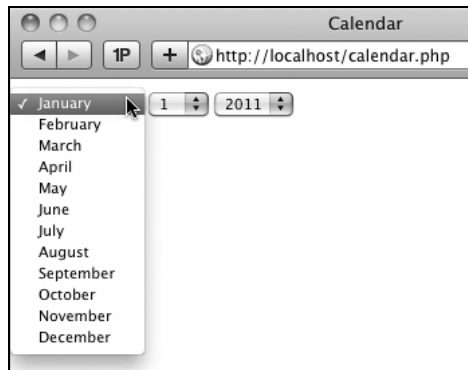 Calendar
1P + http://localhost/calendar.php
✓ January 1 2011
February
March
April
May
June
July
August
September
October
November
December